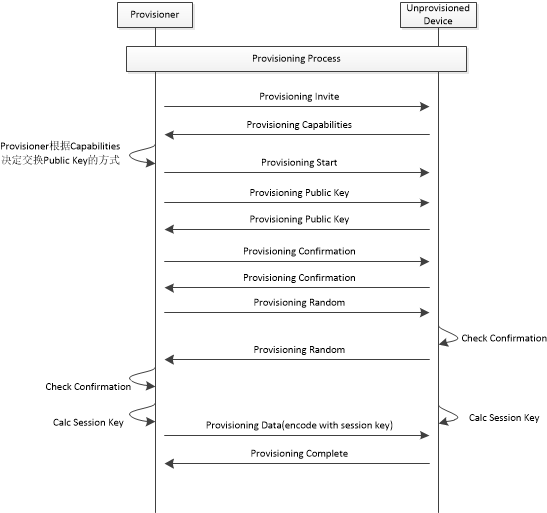 Provisioner
Unprovisioned
Device
Provisioning Process
Provisioning Invite
Provisioning Capabilities
Provisioner根据Capabilities
决定交换Public Key的方式
Provisioning Start
Provisioning Public Key
Provisioning Public Key
Provisioning Confirmation
Provisioning Confirmation
Provisioning Random
Check Confirmation
Provisioning Random
Check Confirmation
Calc Session Key
Calc Session Key
Provisioning Data(encode with session key)
Provisioning Complete